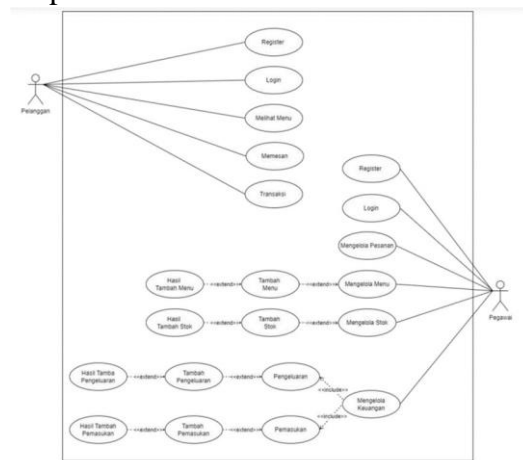 Register
Login
Pelanggan
Melihat Menu
Memesan
Transaksi
Register
Login
Mengelola Pesanan
Hasil
Tambah Menu
<<extend>>
Tambah
Menu
<<extend>>
Mengelola Menu
Hasil
Tambah Stok
<<extend>>
Tambah
Stok
<<extend>>
Mengelola Stok
Pegawai
Hasil Tamba
Pengeluaran
<<extend>>
Tambah
Pengeluaran
<<extend>>
Pengeluaran
<<include>>
Mengelola
Keuangan
<<include>>
Hasil Tambah
Pemasukan
<<extend>>
Tambah
Pemasukan
<<extend>>
Pemasukan